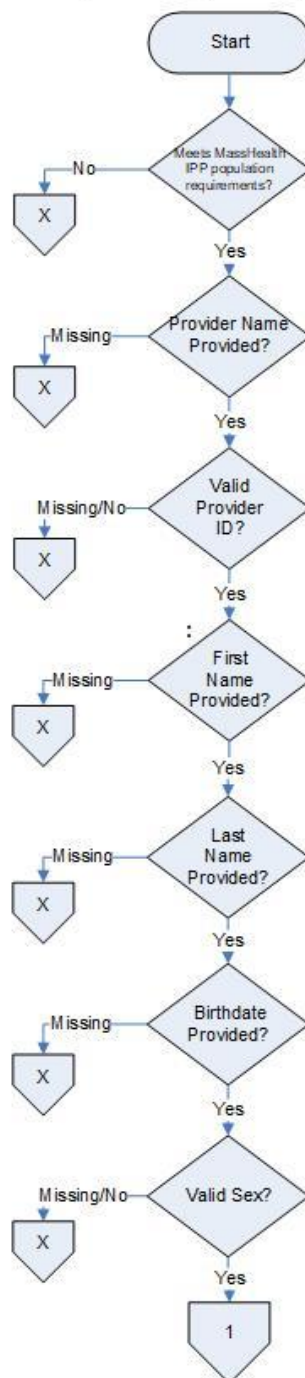 Start
Meets MassHealth
IPP population
requirements?
No
X
Yes
Provider Name
Provided?
Missing
X
Yes
Valid
Provider
ID?
Missing/No
X
Yes
:
First
Name
Provided?
Missing
X
Yes
Last
Name
Provided?
Missing
X
Yes
Birthdate
Provided?
Missing
X
Yes
Valid Sex?
Missing/No
X
Yes
1